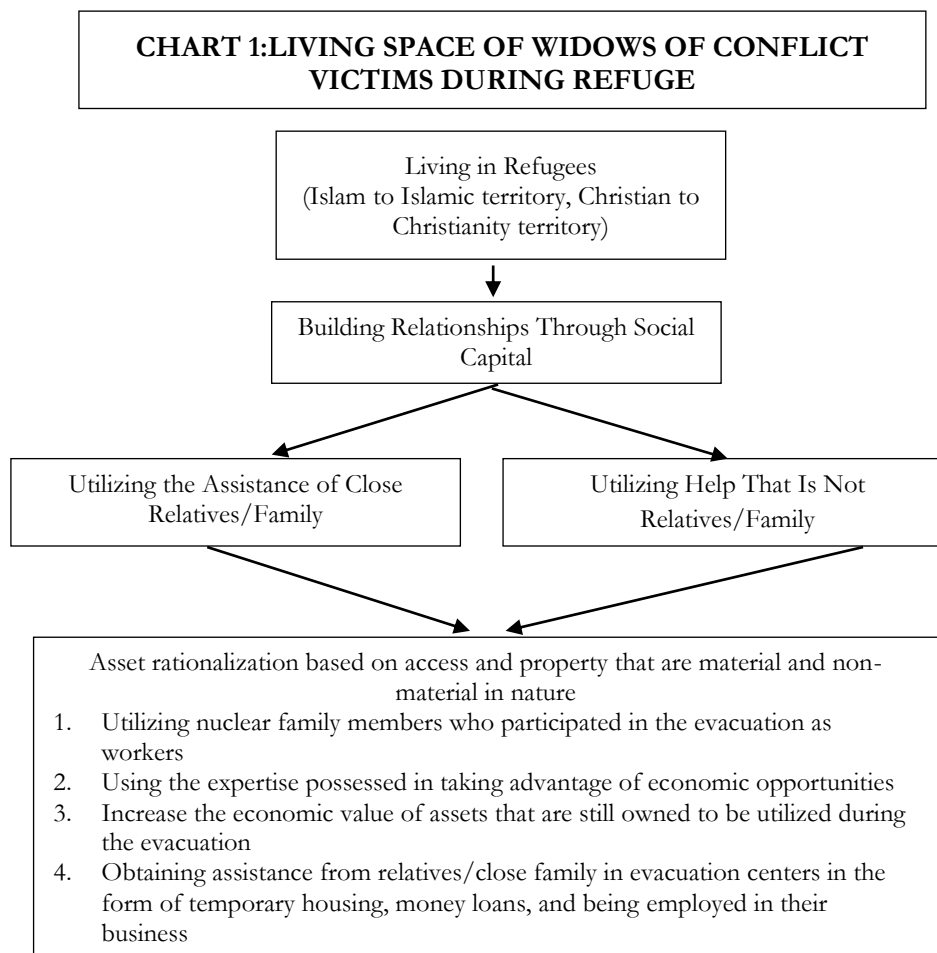 CHART 1:LIVING SPACE OF WIDOWS OF CONFLICT
VICTIMS DURING REFUGE
Living in Refugees
(Islam to Islamic territory, Christian to
Christianity territory)
Building Relationships Through Social
Capital
Utilizing the Assistance of Close
Relatives/Family
Utilizing Help That Is Not
Relatives/Family
Asset rationalization based on access and property that are material and non-
material in nature
1. Utilizing nuclear family members who participated in the evacuation as
workers
2. Using the expertise possessed in taking advantage of economic opportunities
3. Increase the economic value of assets that are still owned to be utilized during
the evacuation
4. Obtaining assistance from relatives/close family in evacuation centers in the
form of temporary housing, money loans, and being employed in their
business